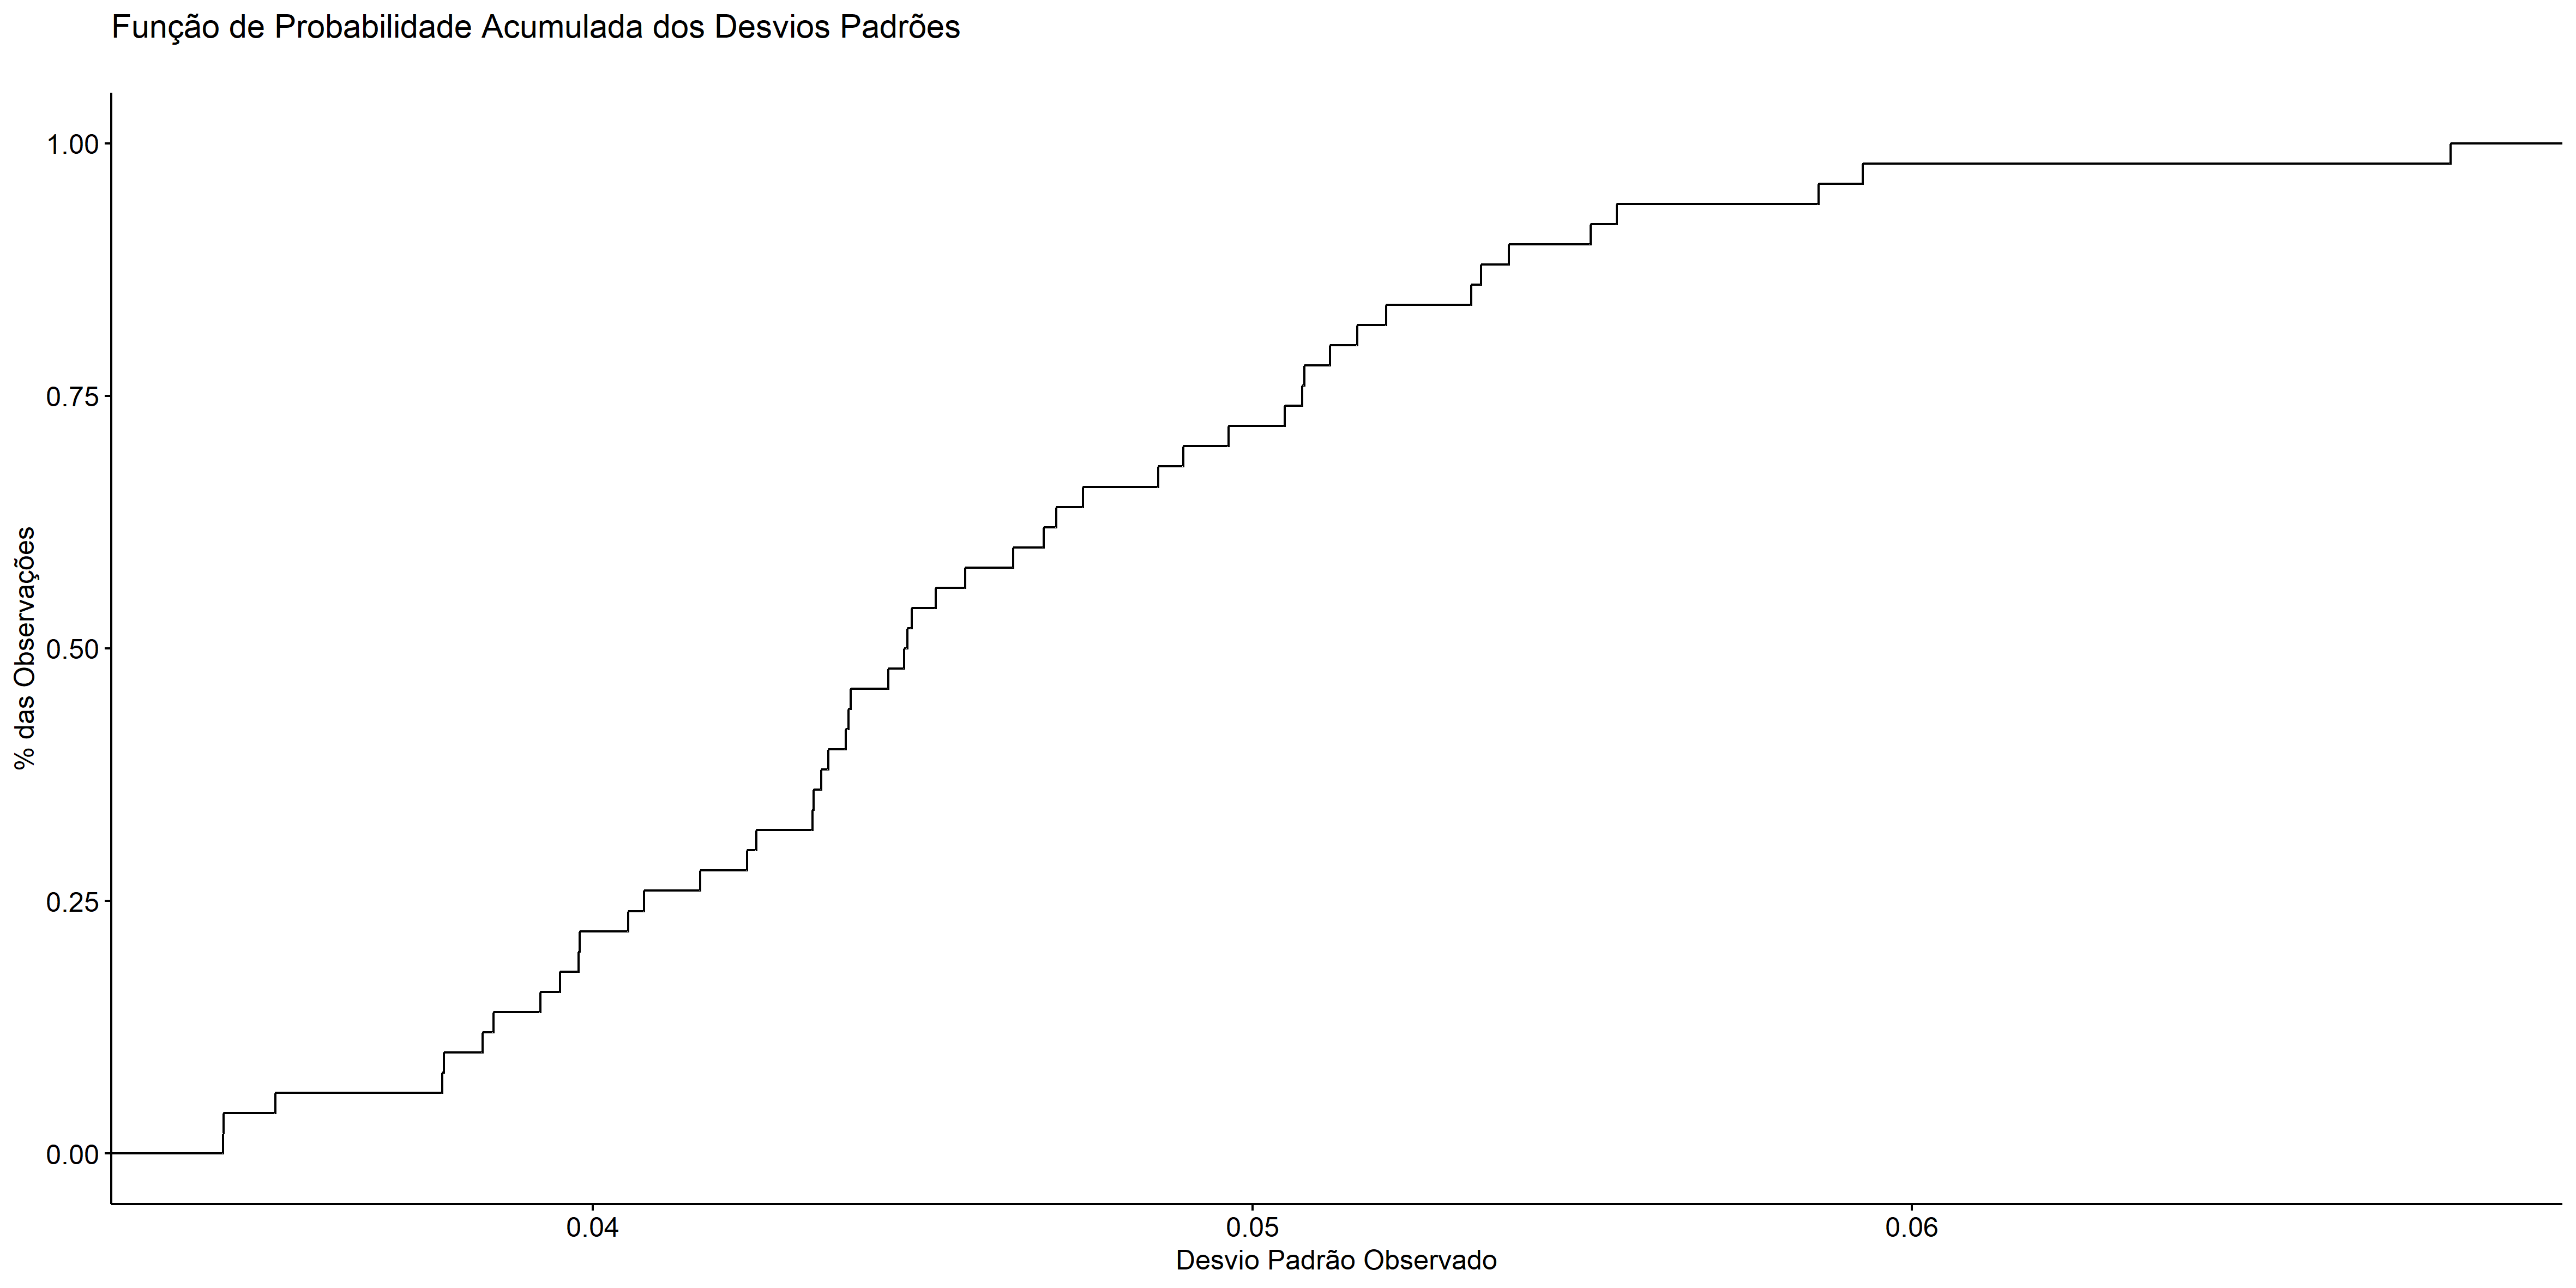 Função de Probabilidade Acumulada dos Desvios Padrões
1.00
0.75
0.50
0.25
0.00
% das Observações
0.04
0.05
0.06
Desvio Padrão Observado